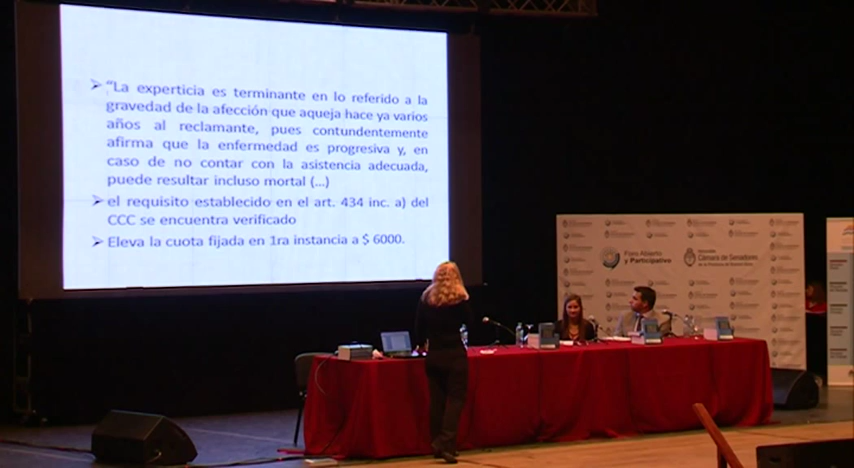 ➢ “La experticia es terminante en lo referido a la
gravedad de la afección que aqueja hace ya varios
años al reclamante, pues contundentemente
afirma que la enfermedad es progresiva y, en
caso de no contar con la asistencia adecuada,
puede resultar incluso mortal (...)
➢ el requisito establecido en el art. 434 inc. a) del
CCC se encuentra verificado
➢ Eleva la cuota fijada en 1ra instancia a $ 6000.
Foro Abierto
y Participativo
Cámara de Senadores